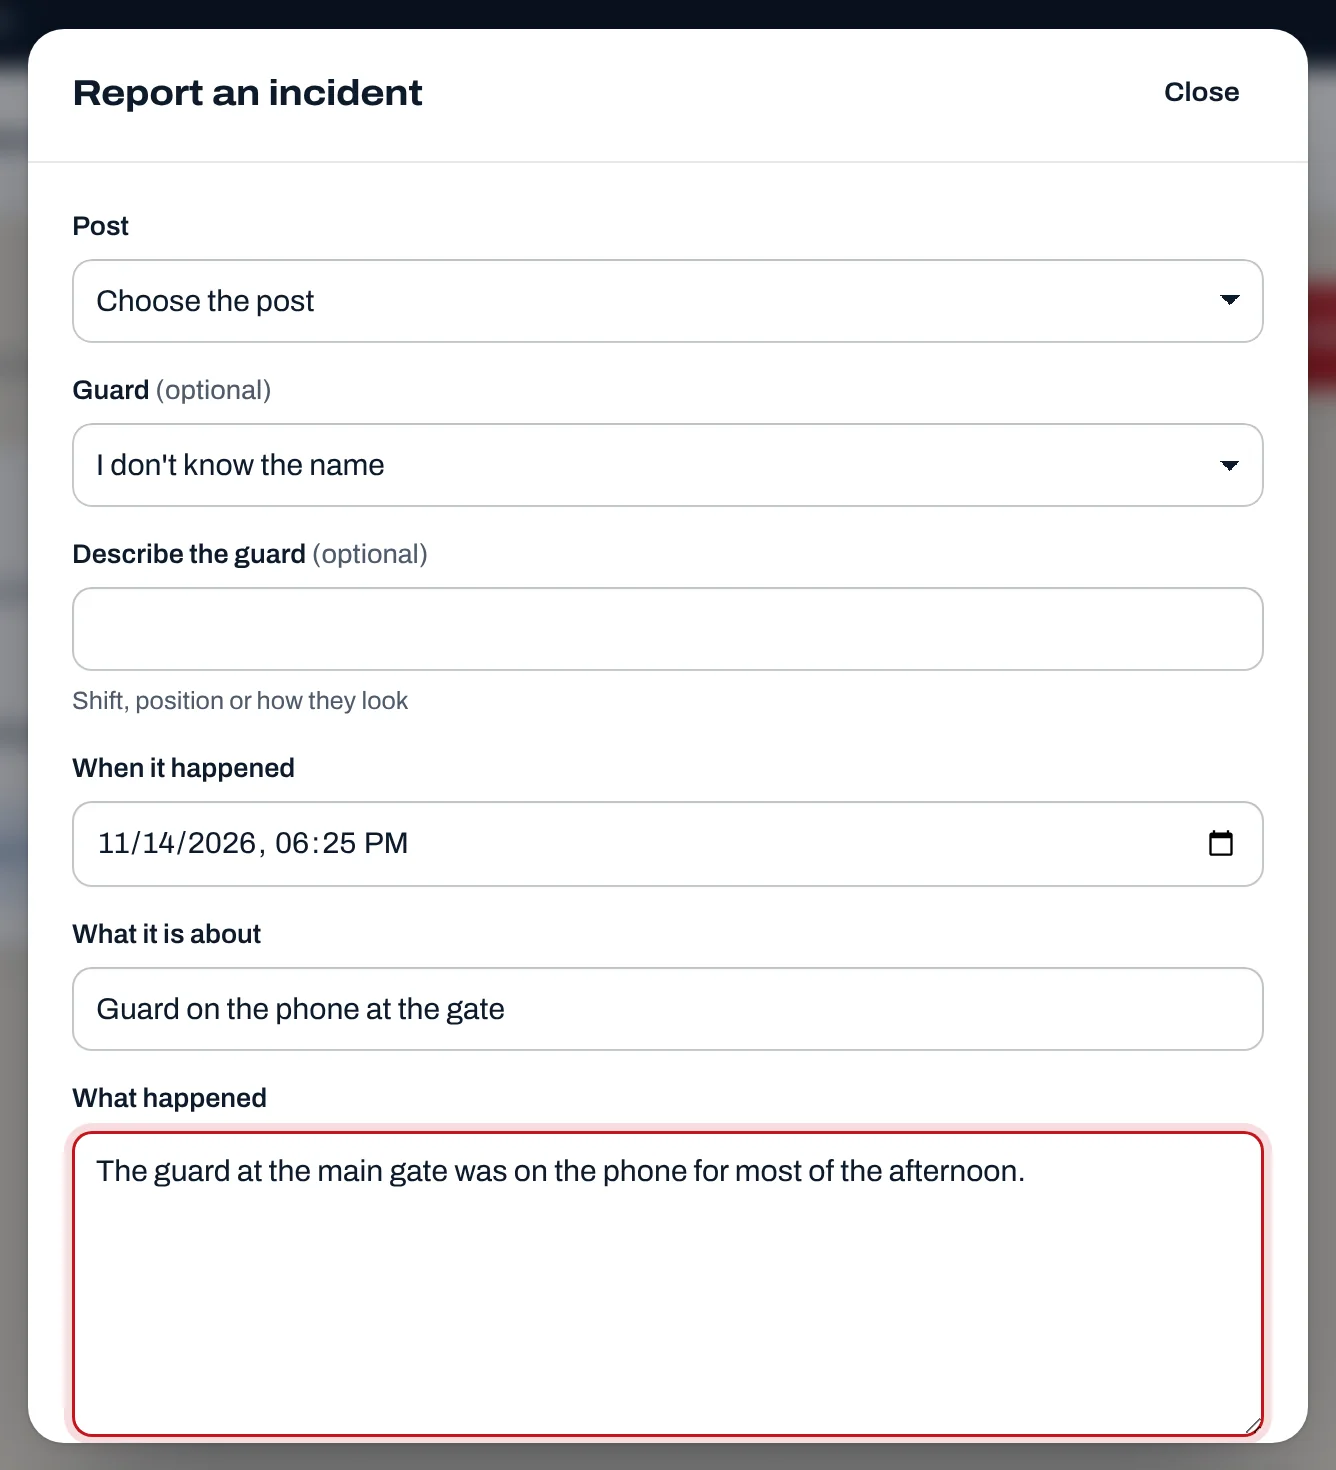 Report an incident
Close
Post
Choose the post
Guard (optional)
I don't know the name
Describe the guard (optional)
Shift, position or how they look
When it happened
11/14/2026, 06:25 PM
What it is about
Guard on the phone at the gate
What happened
The guard at the main gate was on the phone for most of the afternoon.